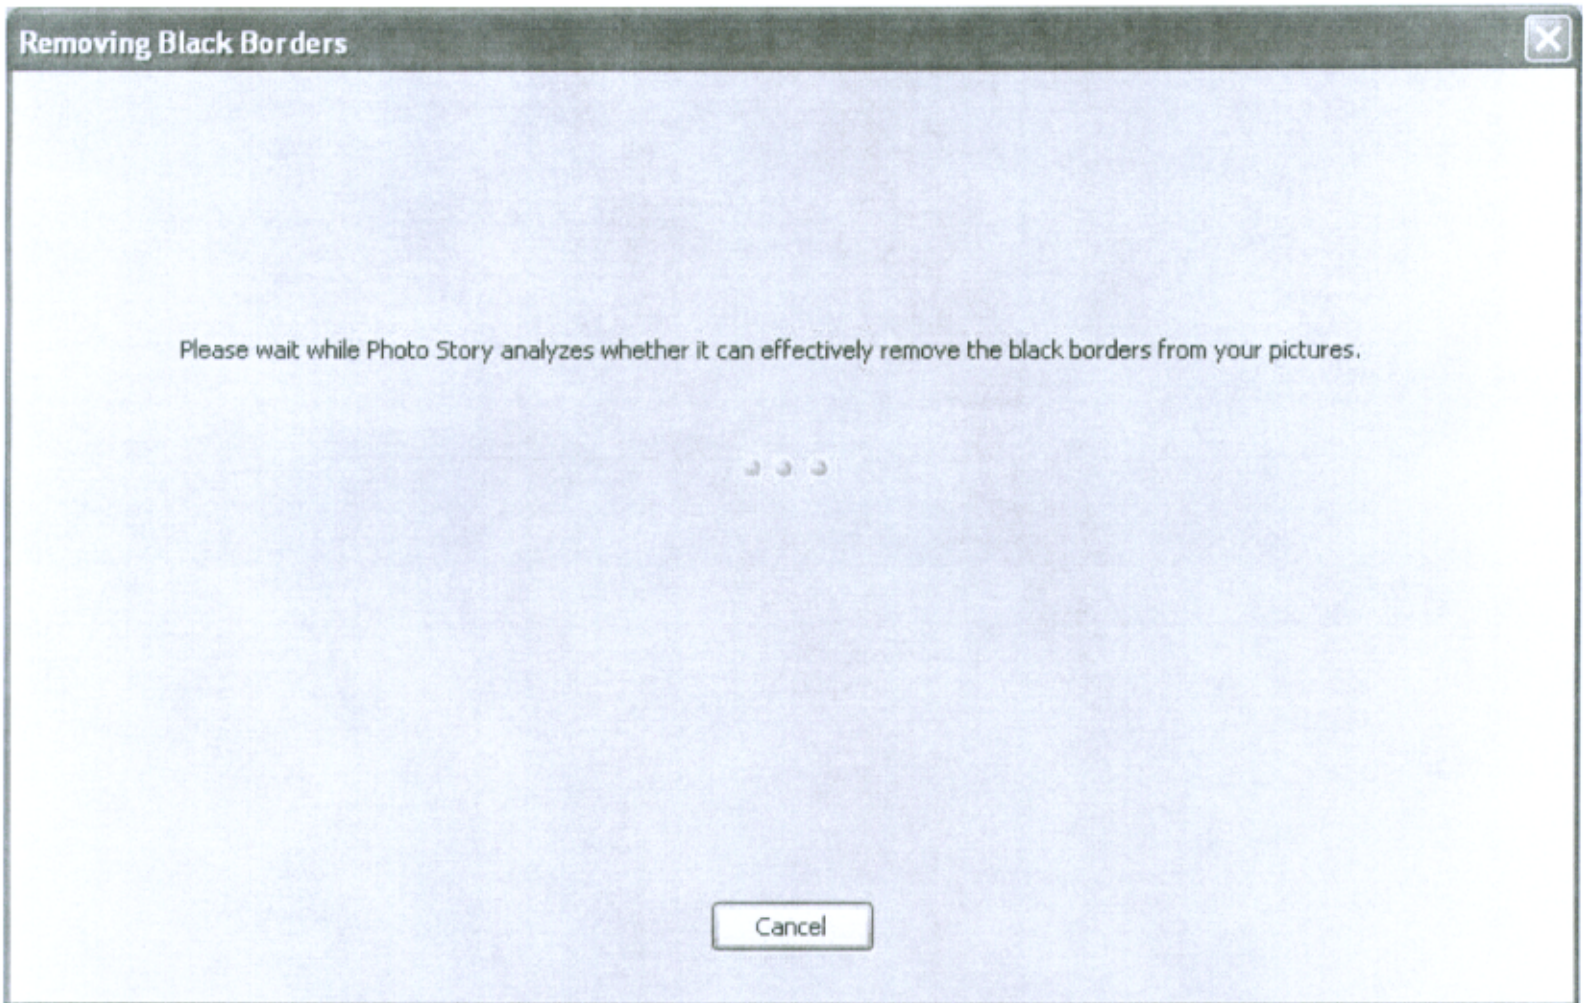 Removing Black Borders
Please wait while Photo Story analyzes whether it can effectively remove the black borders from your pictures.
Cancel